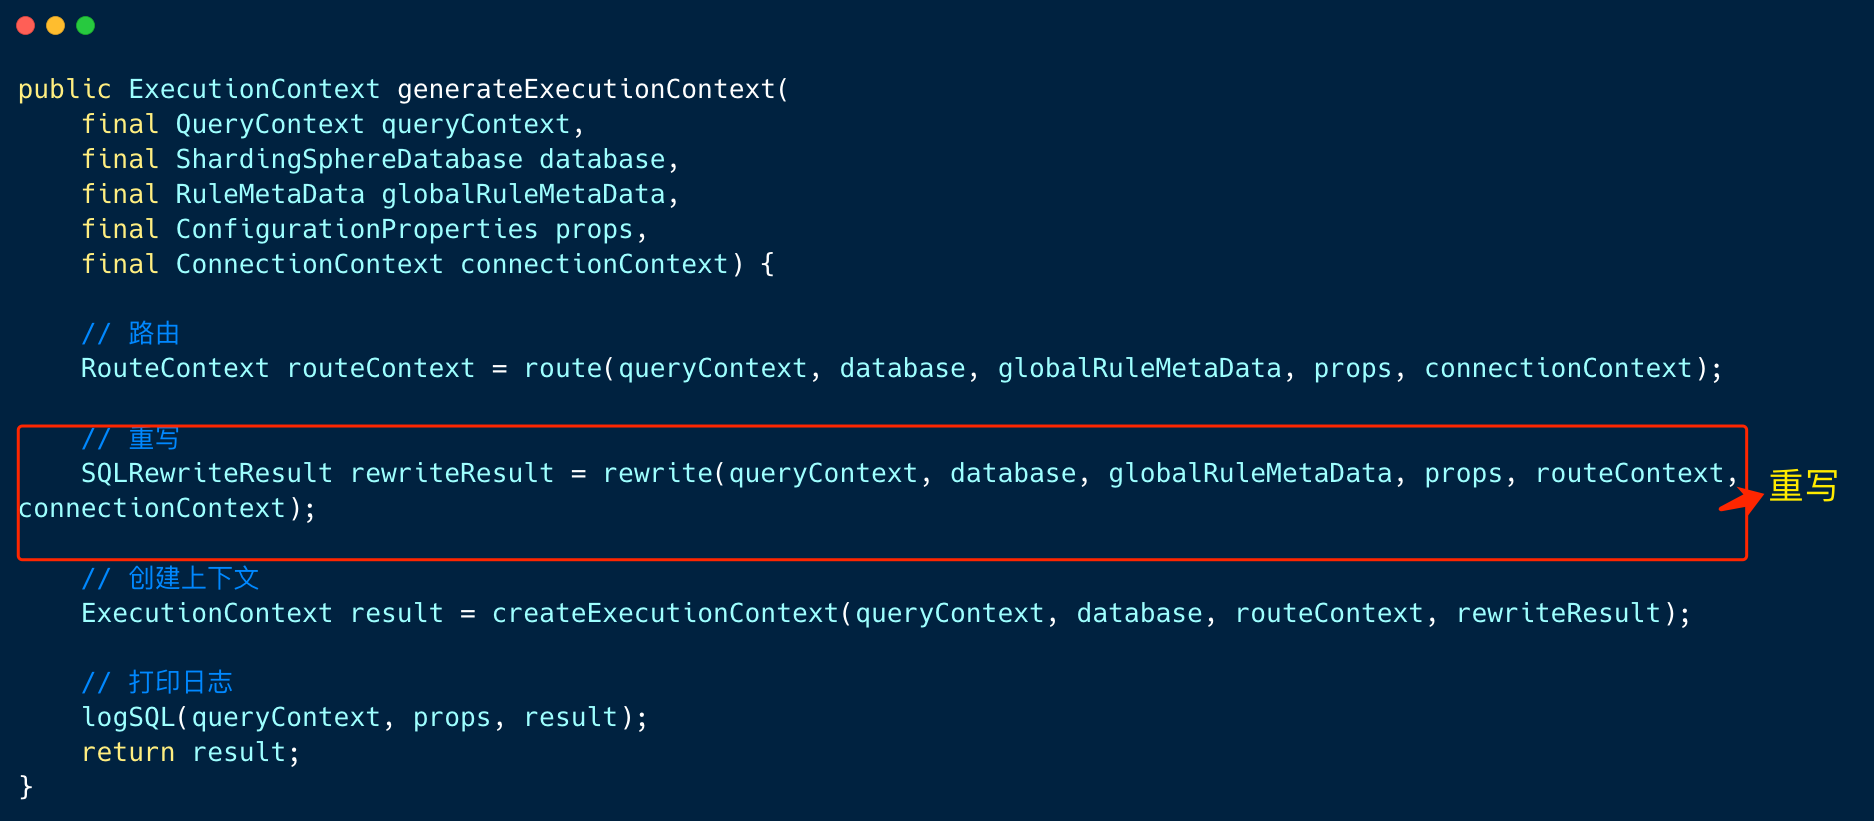 public ExecutionContext generateExecutionContext(
    final QueryContext queryContext,
    final ShardingSphereDatabase database,
    final RuleMetaData globalRuleMetaData,
    final ConfigurationProperties props,
    final ConnectionContext connectionContext) {
    // 路由
    RouteContext routeContext = route(queryContext, database, globalRuleMetaData, props, connectionContext);
    // 重写
    SQLRewriteResult rewriteResult = rewrite(queryContext, database, globalRuleMetaData, props, routeContext,
connectionContext);
重写
    // 创建上下文
    ExecutionContext result = createExecutionContext(queryContext, database, routeContext, rewriteResult);
    // 打印日志
    logSQL(queryContext, props, result);
    return result;
}